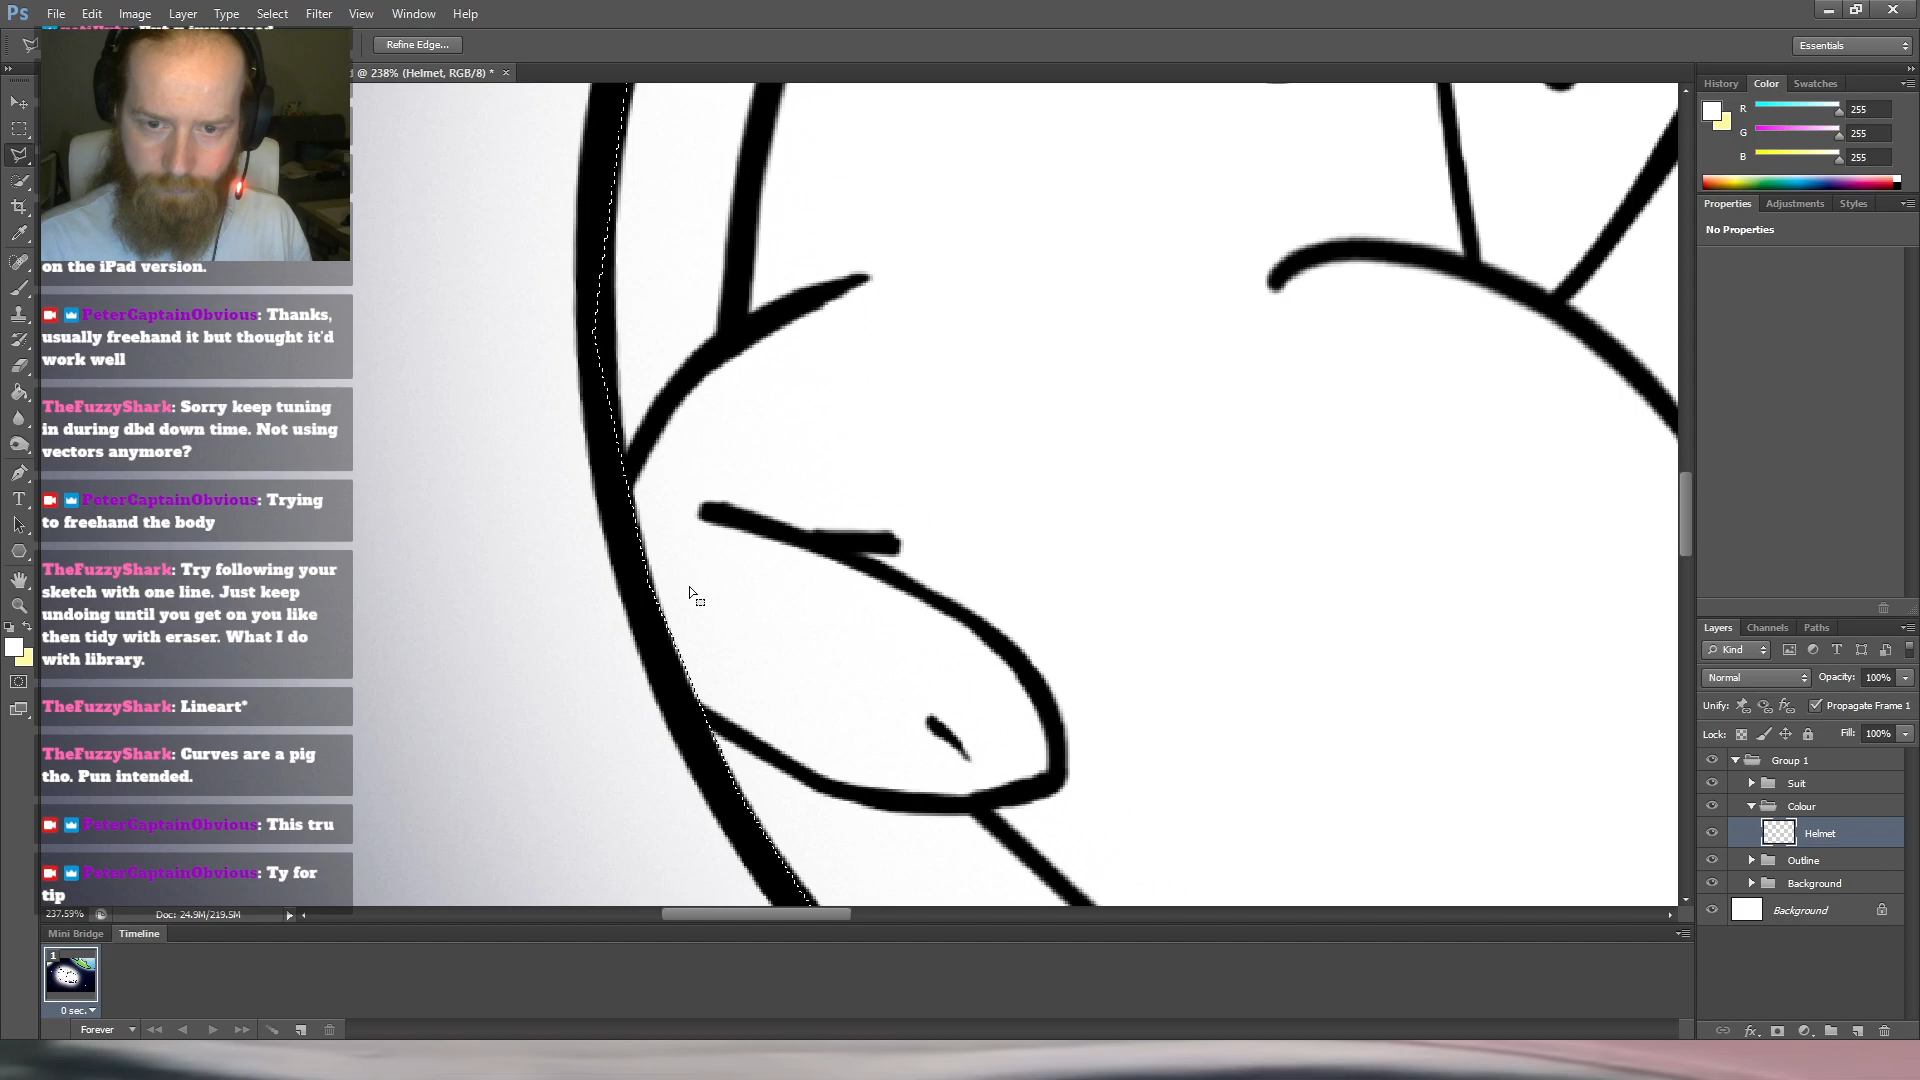 Ps File Edit Image Layer Type Select Filter View Window Help
Refine Edge...
Essentials
d @ 238% (Helmet, RGB/8) * ×
History Color Swatches
R 255
G 255
B 255
Properties Adjustments Styles
No Properties
on the iPad version.
PeterCaptainObvious: Thanks,
usually freehand it but thought it'd
work well
TheFuzzyShark: Sorry keep tuning
in during dbd down time. Not using
vectors anymore?
PeterCaptainObvious: Trying
to freehand the body
TheFuzzyShark: Try following your
sketch with one line. Just keep
undoing until you get on you like
then tidy with eraser. What I do
with library.
TheFuzzyShark: Lineart*
TheFuzzyShark: Curves are a pig
tho. Pun intended.
PeterCaptainObvious: This tru
PeterCaptainObvious: Ty for
tip
Layers Channels Paths
Kind
Normal Opacity: 100%
Unify: Propagate Frame 1
Lock: Fill: 100%
Group 1
Suit
Colour
Helmet
Outline
Background
Background
237.59% Doc: 24.9M/219.5M
Mini Bridge Timeline
1
0 sec.
Forever